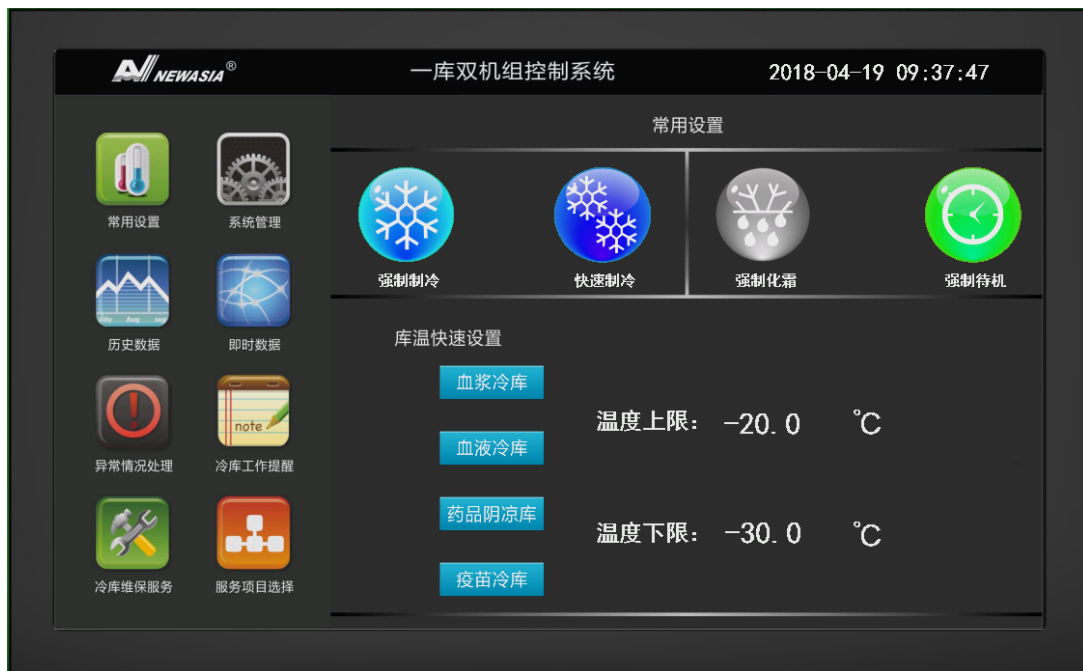 NEWASIA®
一库双机组控制系统
2018-04-19 09:37:47
常用设置
系统管理
历史数据
即时数据
异常情况处理
note
冷库工作提醒
冷库维保服务
服务项目选择
常用设置
强制制冷
快速制冷
强制化霜
强制待机
库温快速设置
血浆冷库
血液冷库
药品阴凉库
疫苗冷库
温度上限: -20.0 ℃
温度下限: -30.0 ℃